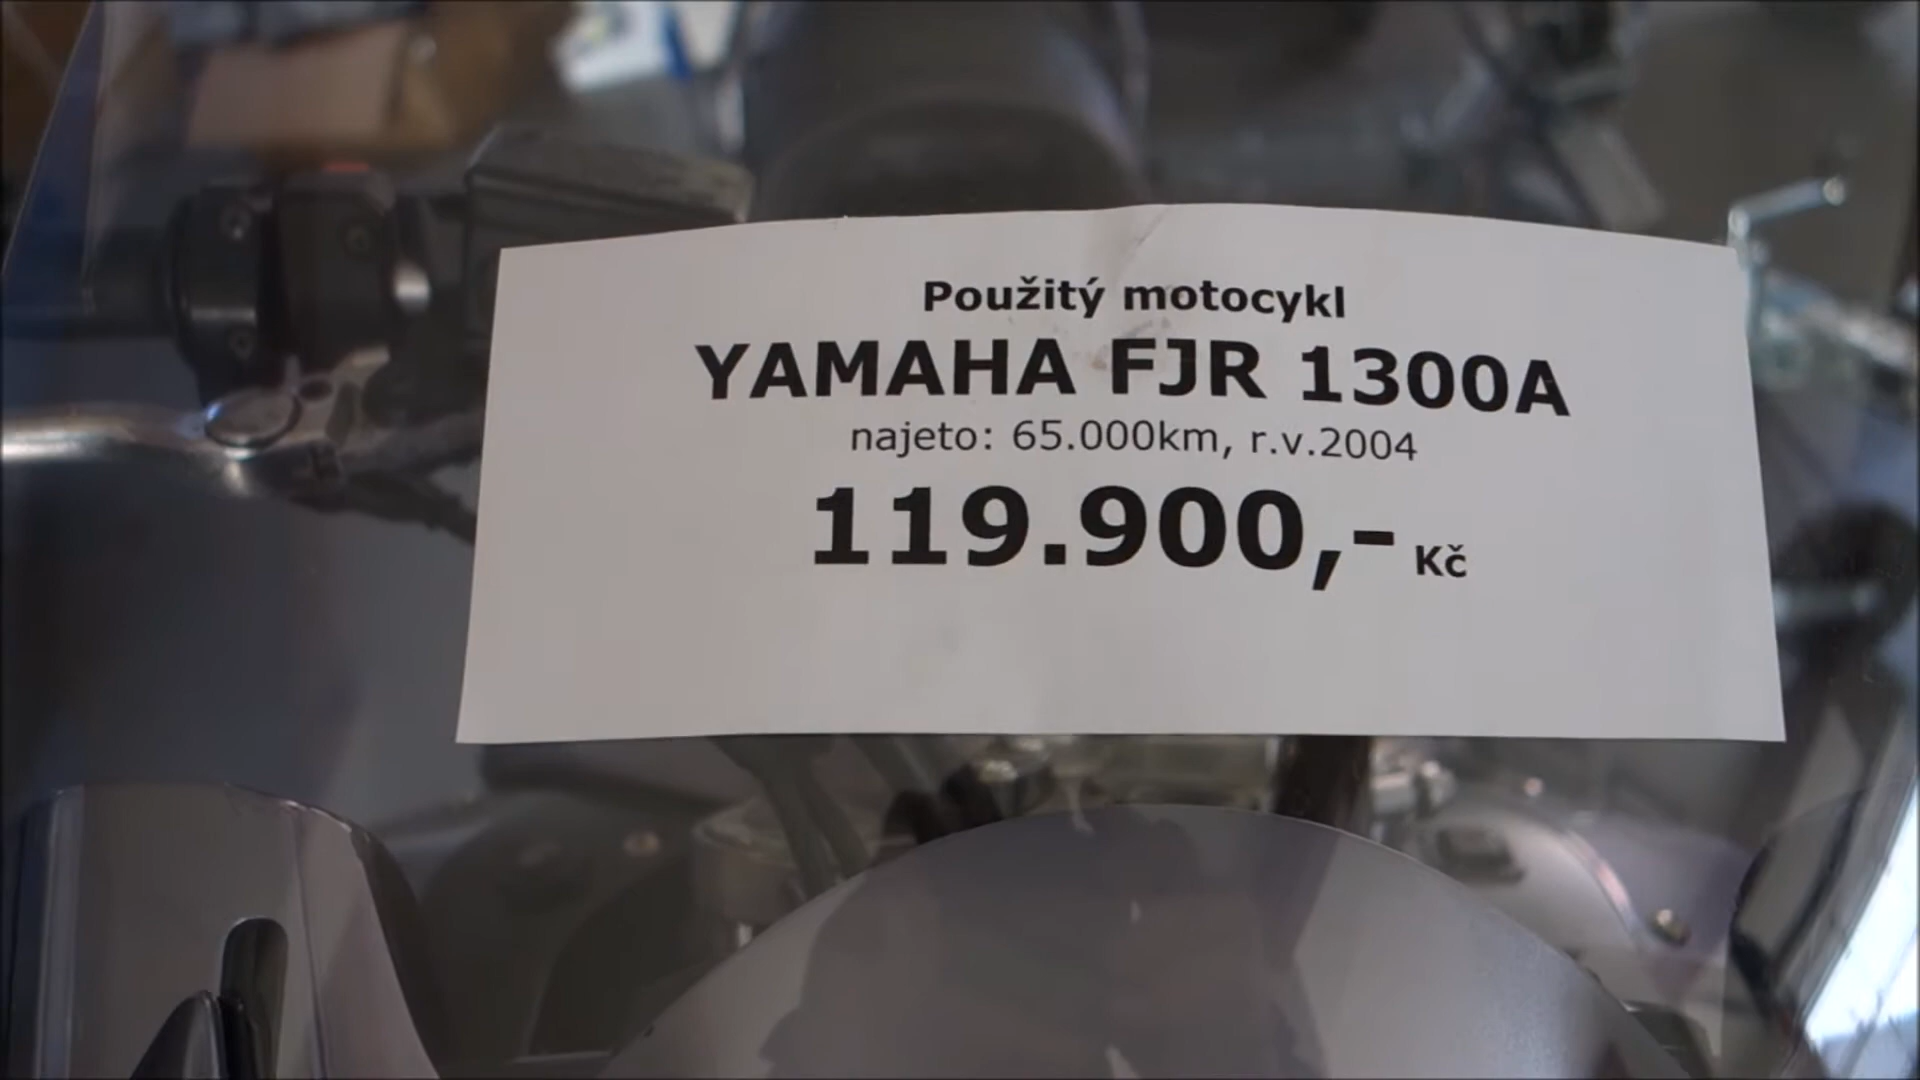 Použitý motocykl
YAMAHA FJR 1300A
najeto: 65.000km, r.v.2004
119.900,- Kč